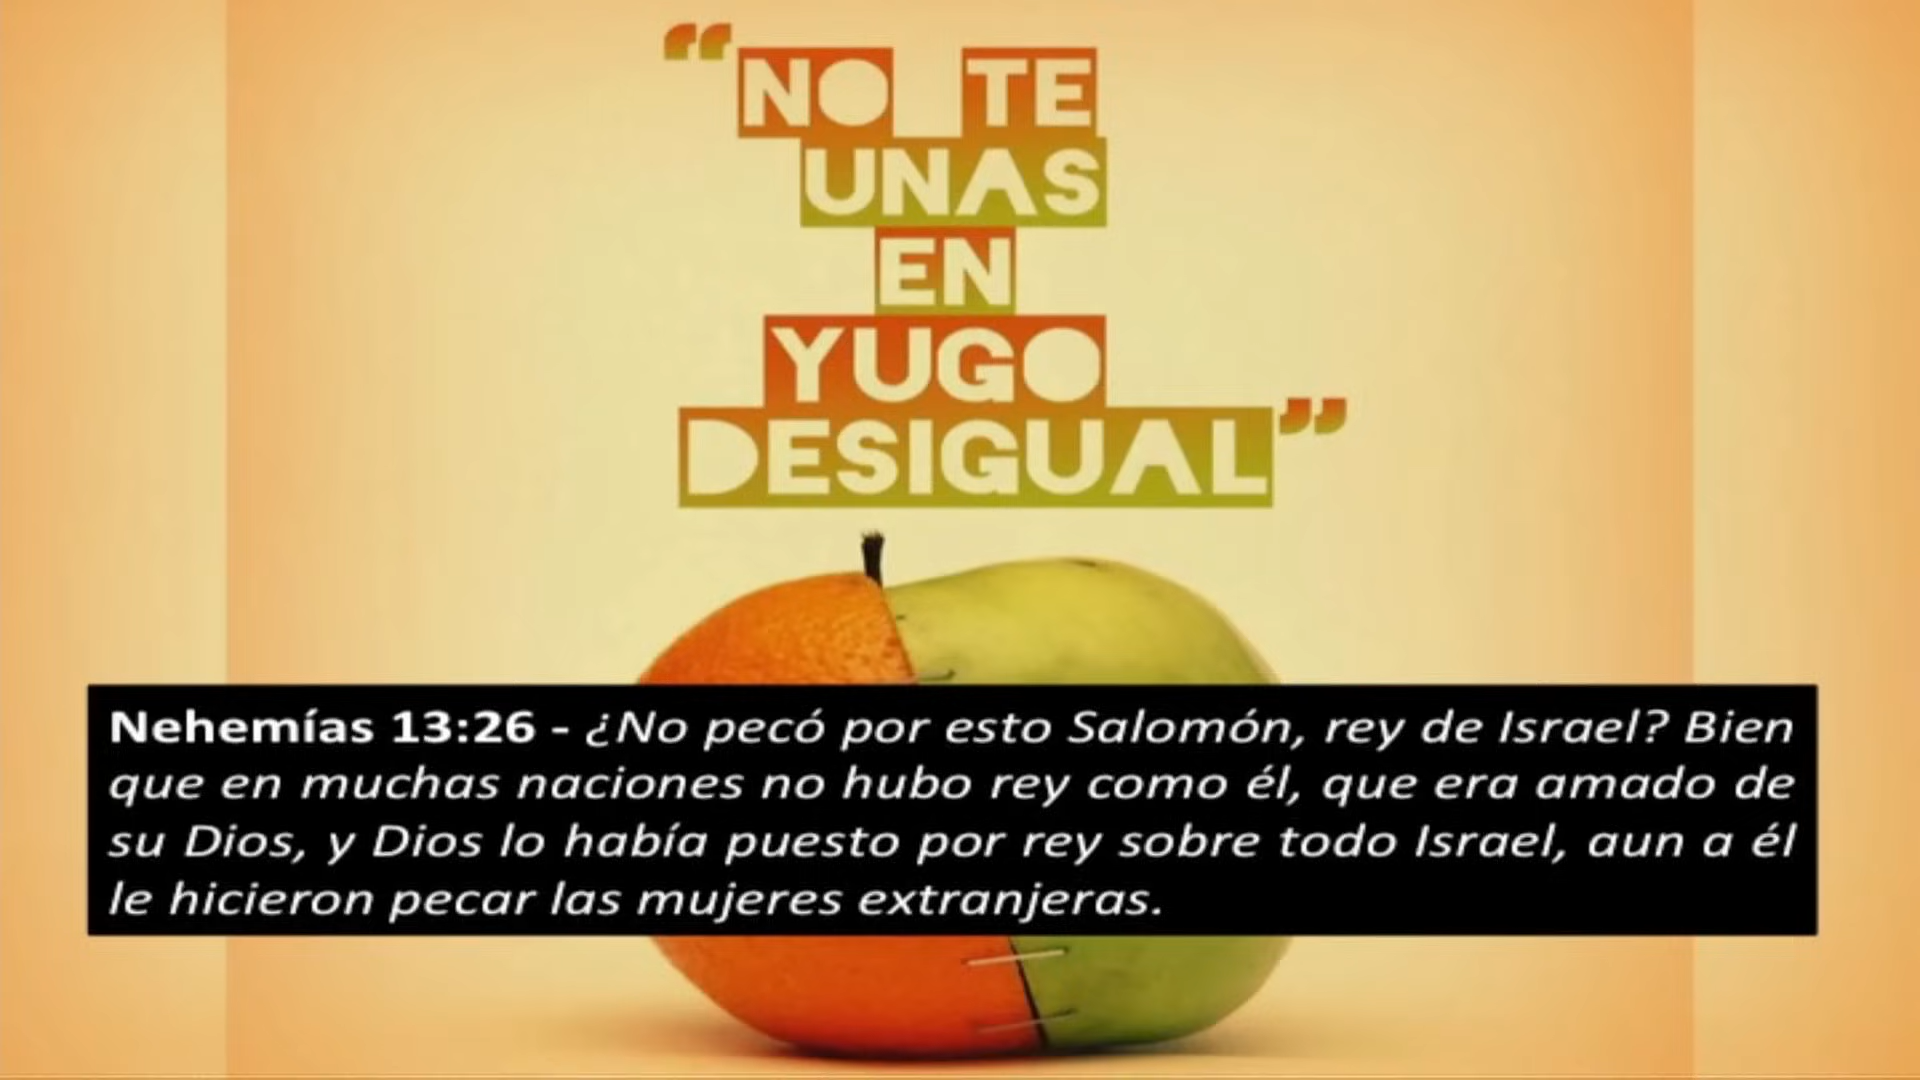 “NO TE
UNAS
EN
YUGO
DESIGUAL”
Nehemías 13:26 - ¿No pecó por esto Salomón, rey de Israel? Bien
que en muchas naciones no hubo rey como él, que era amado de
su Dios, y Dios lo había puesto por rey sobre todo Israel, aun a él
le hicieron pecar las mujeres extranjeras.